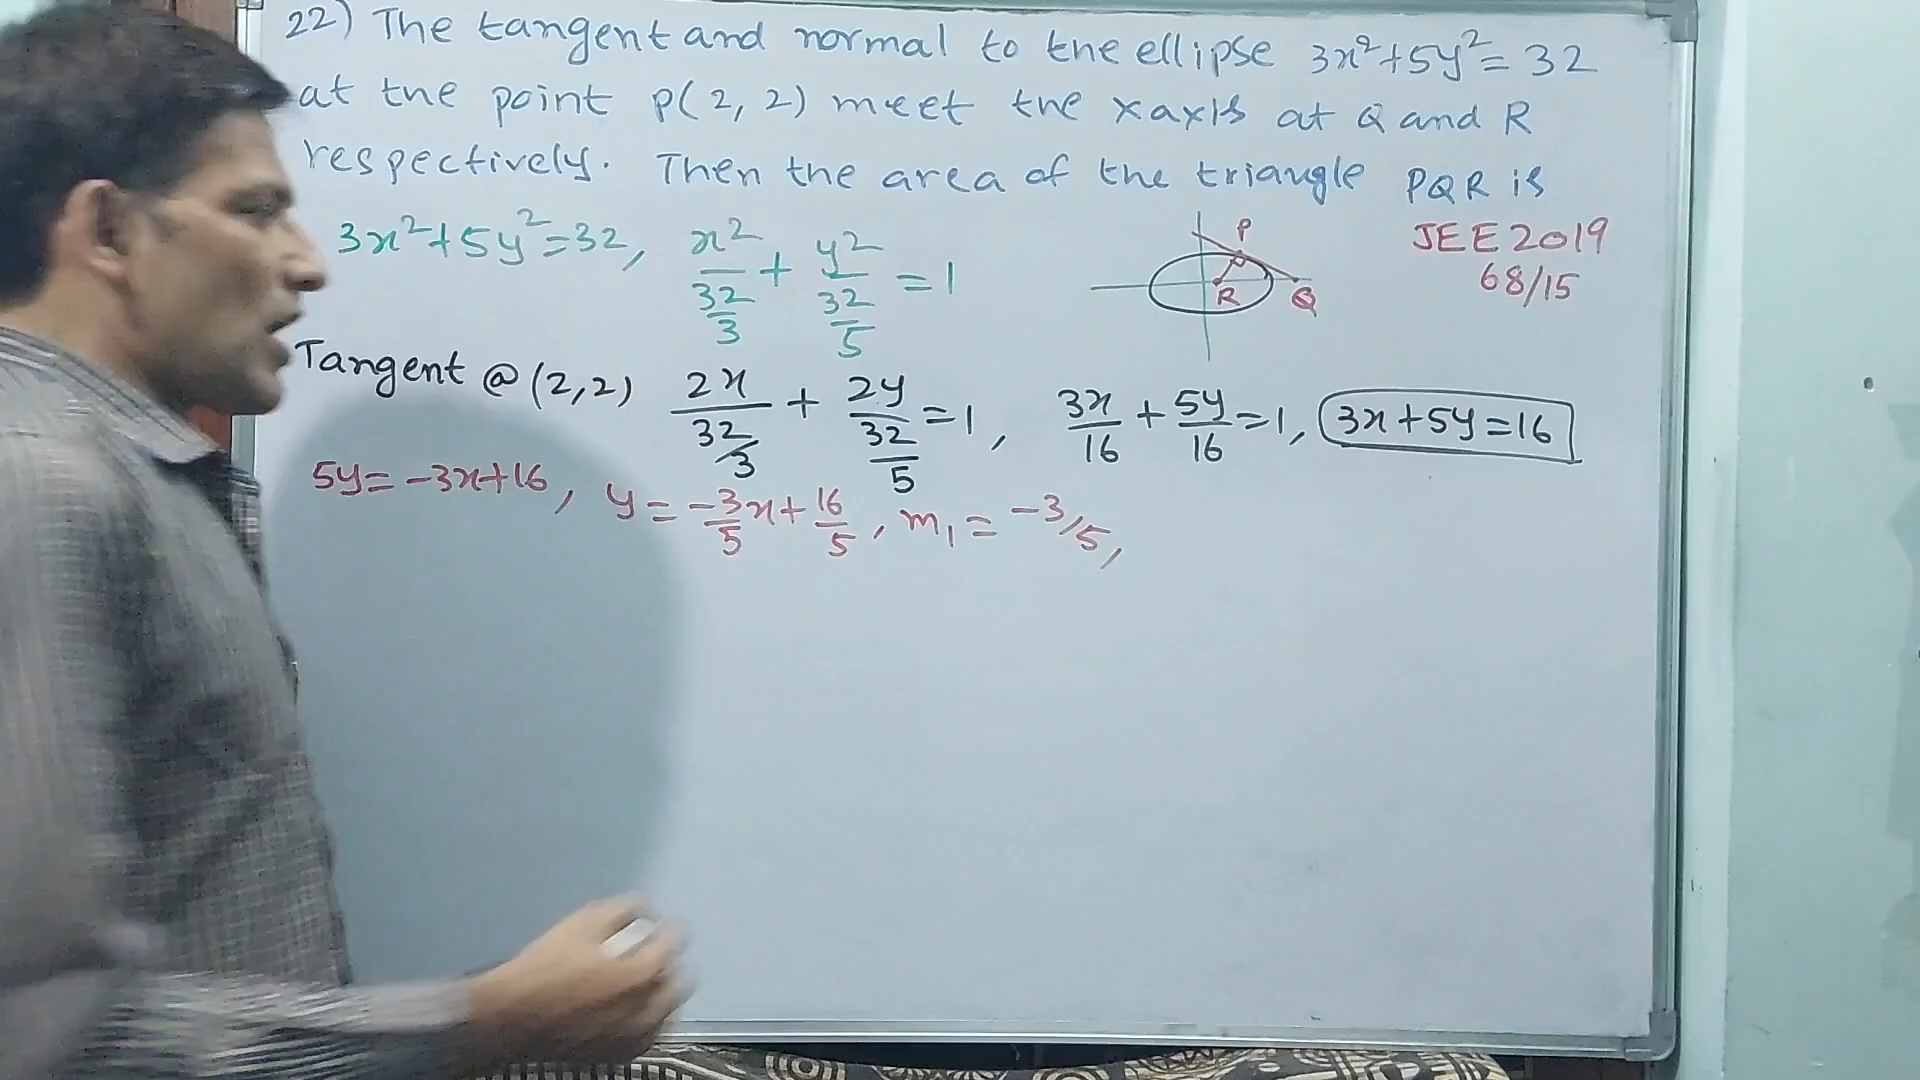 22) The tangent and normal to the ellipse 3x²+5y²=32
at the point p(2, 2) meet the xaxis at Q and R
respectively. Then the area of the triangle PQR is
3x²+5y²=32, x²/(32/3) + y²/(32/5) = 1
P
R
Q
JEE 2019
68/15
Tangent @ (2,2) 2x/(32/3) + 2y/(32/5) = 1, 3x/16 + 5y/16 = 1, 3x+5y=16
5y=-3x+16, y=-3/5x+16/5, m₁=-3/5,